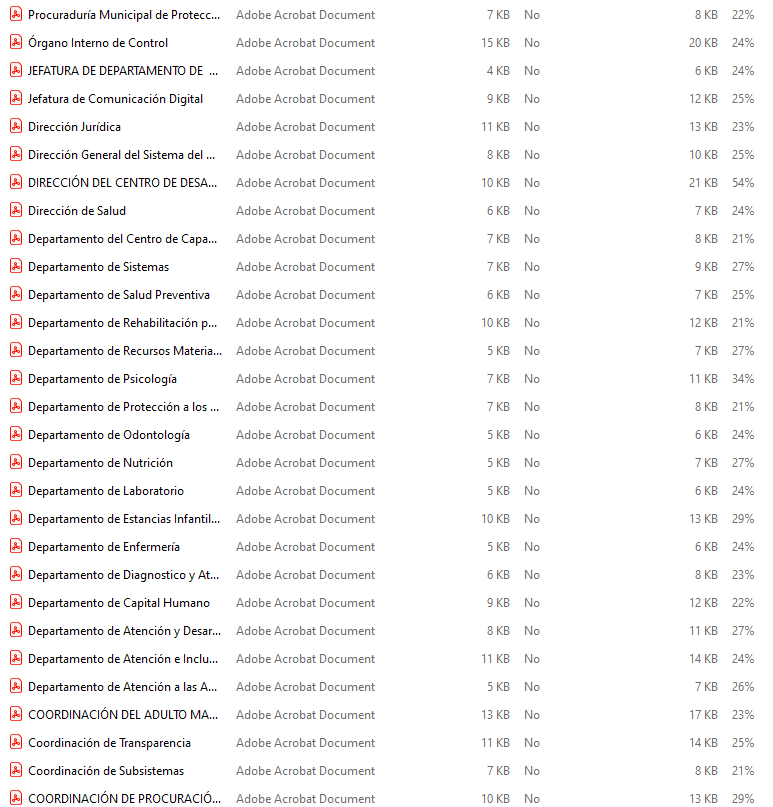 Procuraduría Municipal de Protecc... Adobe Acrobat Document 7 KB No 8 KB 22%
Órgano Interno de Control Adobe Acrobat Document 15 KB No 20 KB 24%
JEFATURA DE DEPARTAMENTO DE ... Adobe Acrobat Document 4 KB No 6 KB 24%
Jefatura de Comunicación Digital Adobe Acrobat Document 9 KB No 12 KB 25%
Dirección Jurídica Adobe Acrobat Document 11 KB No 13 KB 23%
Dirección General del Sistema del ... Adobe Acrobat Document 8 KB No 10 KB 25%
DIRECCIÓN DEL CENTRO DE DESA... Adobe Acrobat Document 10 KB No 21 KB 54%
Dirección de Salud Adobe Acrobat Document 6 KB No 7 KB 24%
Departamento del Centro de Capa... Adobe Acrobat Document 7 KB No 8 KB 21%
Departamento de Sistemas Adobe Acrobat Document 7 KB No 9 KB 27%
Departamento de Salud Preventiva Adobe Acrobat Document 6 KB No 7 KB 25%
Departamento de Rehabilitación p... Adobe Acrobat Document 10 KB No 12 KB 21%
Departamento de Recursos Materia... Adobe Acrobat Document 5 KB No 7 KB 27%
Departamento de Psicología Adobe Acrobat Document 7 KB No 11 KB 34%
Departamento de Protección a los ... Adobe Acrobat Document 7 KB No 8 KB 21%
Departamento de Odontología Adobe Acrobat Document 5 KB No 6 KB 24%
Departamento de Nutrición Adobe Acrobat Document 5 KB No 7 KB 27%
Departamento de Laboratorio Adobe Acrobat Document 5 KB No 6 KB 24%
Departamento de Estancias Infantil... Adobe Acrobat Document 10 KB No 13 KB 29%
Departamento de Enfermería Adobe Acrobat Document 5 KB No 6 KB 24%
Departamento de Diagnostico y At... Adobe Acrobat Document 6 KB No 8 KB 23%
Departamento de Capital Humano Adobe Acrobat Document 9 KB No 12 KB 22%
Departamento de Atención y Desar... Adobe Acrobat Document 8 KB No 11 KB 27%
Departamento de Atención e Inclu... Adobe Acrobat Document 11 KB No 14 KB 24%
Departamento de Atención a las A... Adobe Acrobat Document 5 KB No 7 KB 26%
COORDINACIÓN DEL ADULTO MA... Adobe Acrobat Document 13 KB No 17 KB 23%
Coordinación de Transparencia Adobe Acrobat Document 11 KB No 14 KB 25%
Coordinación de Subsistemas Adobe Acrobat Document 7 KB No 8 KB 21%
COORDINACIÓN DE PROCURACIÓ... Adobe Acrobat Document 10 KB No 13 KB 29%